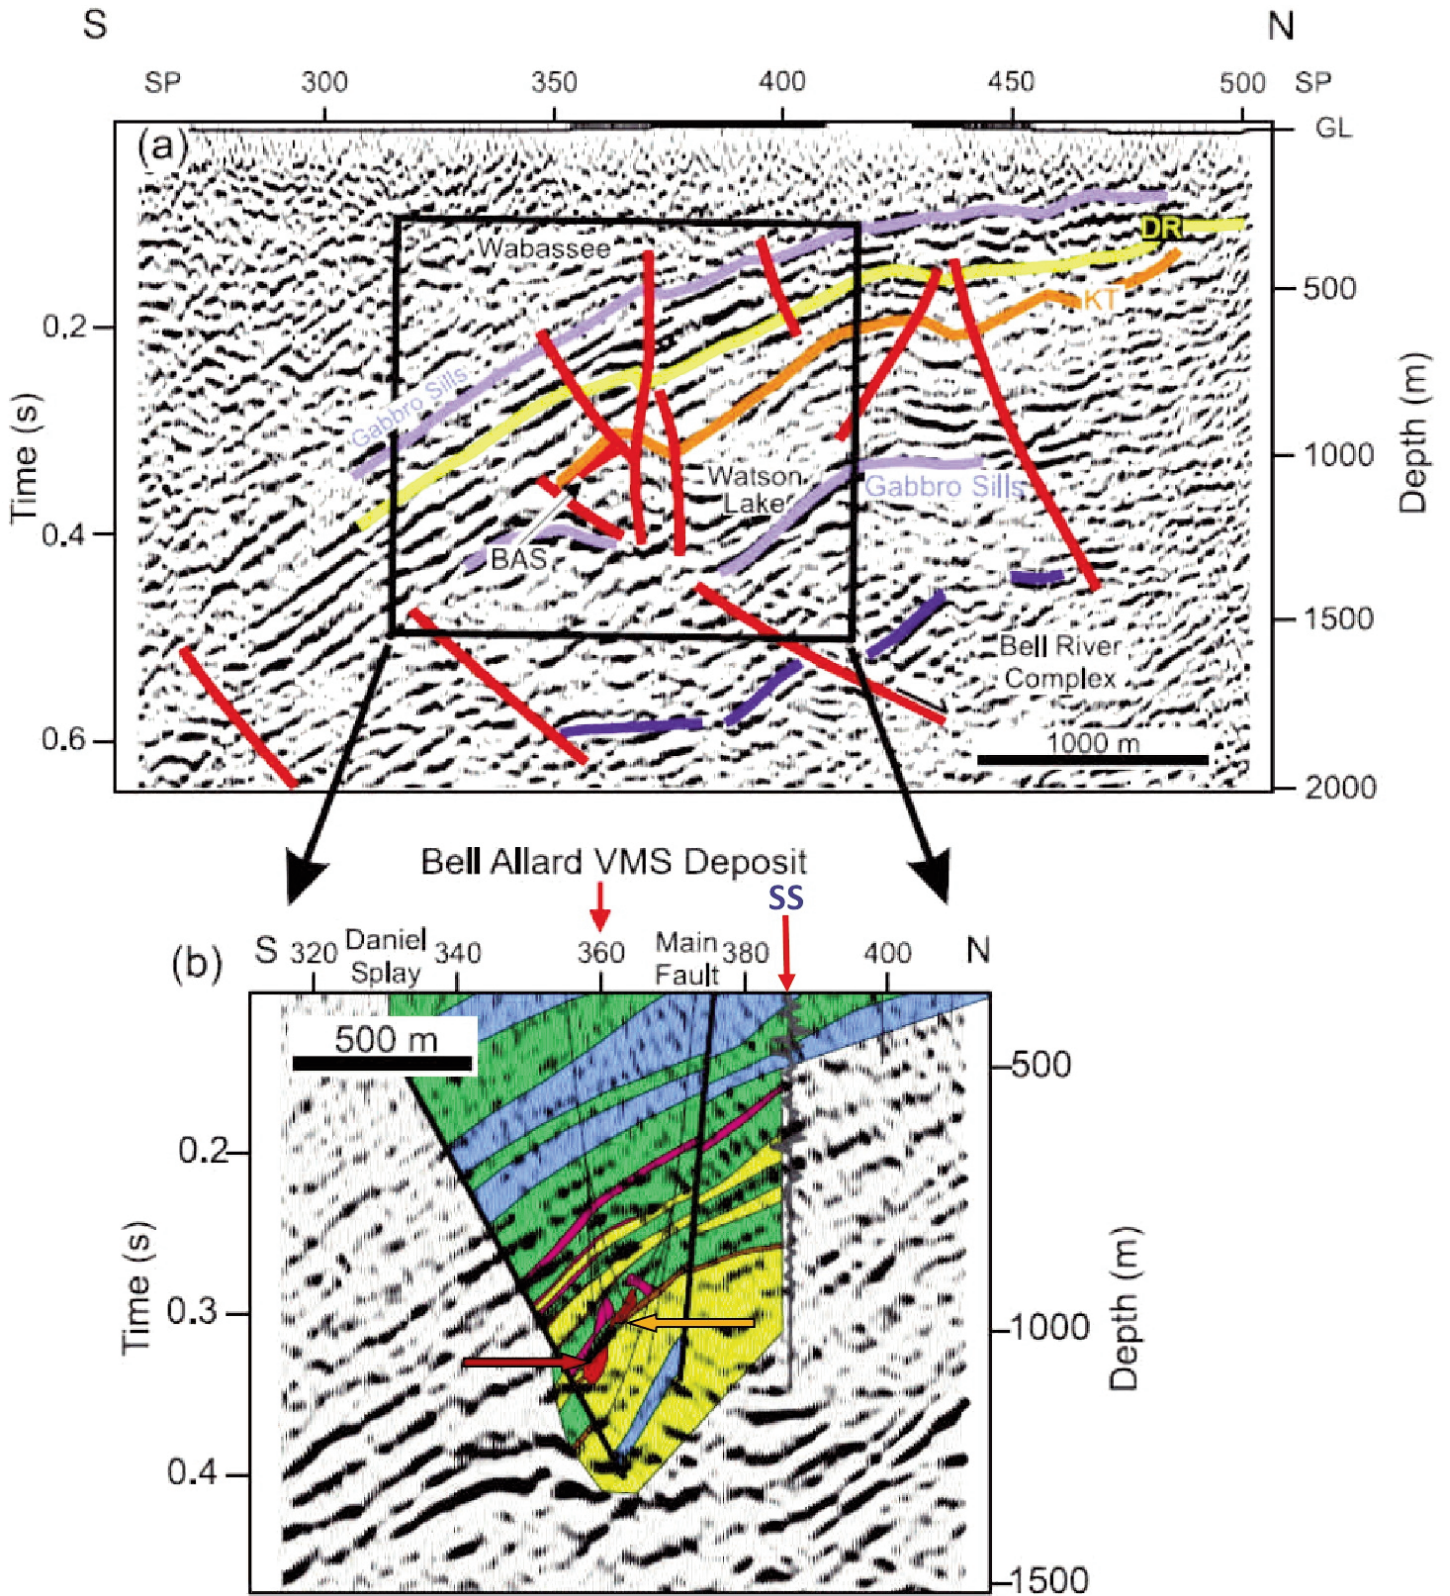 S N
SP 300 350 400 450 500 SP
(a) GL
DR
Wabassee
500
KT
0.2
Gabbro Sills
Time (s)
Depth (m)
1000
Watson
Lake
Gabbro Sills
0.4
BAS
1500
Bell River
Complex
0.6
1000 m
2000
Bell Allard VMS Deposit
SS
(b) S 320 Daniel Splay 340 360 Main Fault 380 400 N
500 m
500
0.2
Time (s)
Depth (m)
0.3
1000
0.4
1500